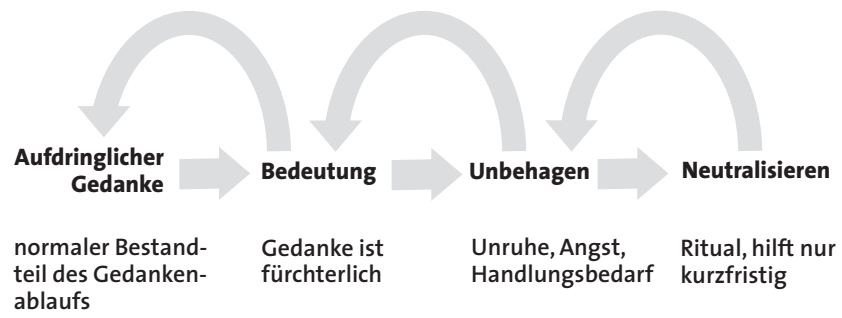 Aufdringlicher
Gedanke
Bedeutung
Unbehagen
Neutralisieren
normaler Bestand-
teil des Gedanken-
ablaufs
Gedanke ist
fürchterlich
Unruhe, Angst,
Handlungsbedarf
Ritual, hilft nur
kurzfristig